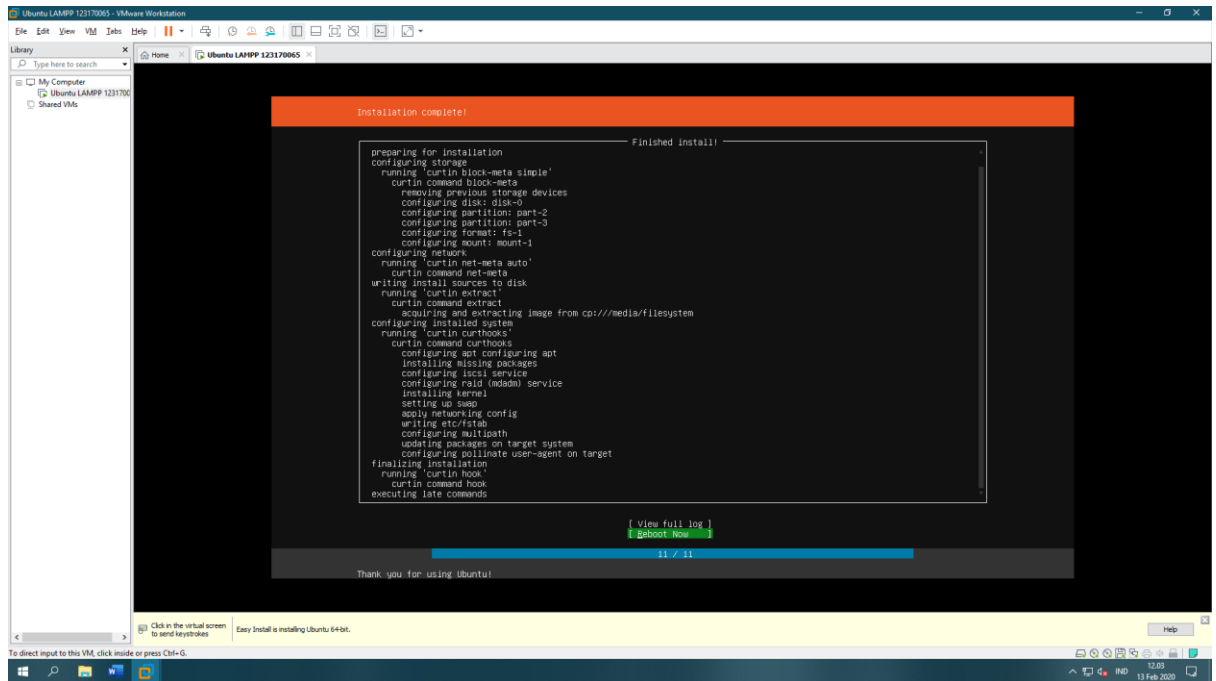 Ubuntu LAMPP 123170065 - VMware Workstation
File Edit View VM Tabs Help
Library
Type here to search
My Computer
Ubuntu LAMPP 1231700
Shared VMs
Home
Ubuntu LAMPP 123170065
Installation complete!
Finished install!
preparing for installation
configuring storage
running 'curtin block-meta simple'
curtin command block-meta
removing previous storage devices
configuring disk: disk-0
configuring partition: part-2
configuring partition: part-3
configuring format: fs-1
configuring mount: mount-1
configuring network
running 'curtin net-meta auto'
curtin command net-meta
writing install sources to disk
running 'curtin extract'
curtin command extract
acquiring and extracting image from cp:///media/filesystem
configuring installed system
running 'curtin curthooks'
curtin command curthooks
configuring apt configuring apt
installing missing packages
configuring iscsi service
configuring raid (mdadm) service
installing kernel
setting up swap
apply networking config
writing etc/fstab
configuring multipath
updating packages on target system
configuring pollinate user-agent on target
finalizing installation
running 'curtin hook'
curtin command hook
executing late commands
[ View full log ]
[ Reboot Now ]
11 / 11
Thank you for using Ubuntu!
Click in the virtual screen
to send keystrokes
Easy Install is installing Ubuntu 64-bit.
Help
To direct input to this VM, click inside or press Ctrl+G.
IND
12.03
13 Feb 2020